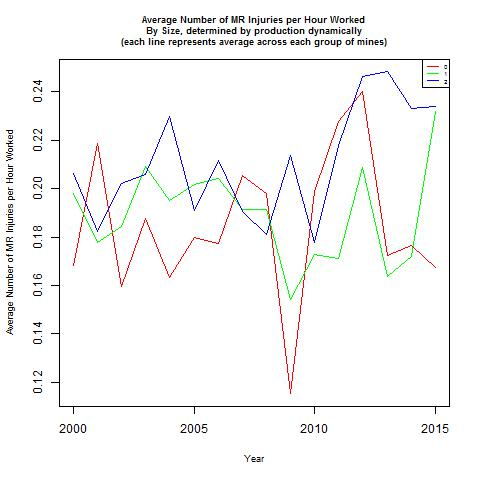 Average Number of MR Injuries per Hour Worked
By Size, determined by production dynamically
(each line represents average across each group of mines)
0
1
2
0.24
0.22
0.20
0.18
0.16
0.14
0.12
Average Number of MR Injuries per Hour Worked
2000
2005
2010
2015
Year